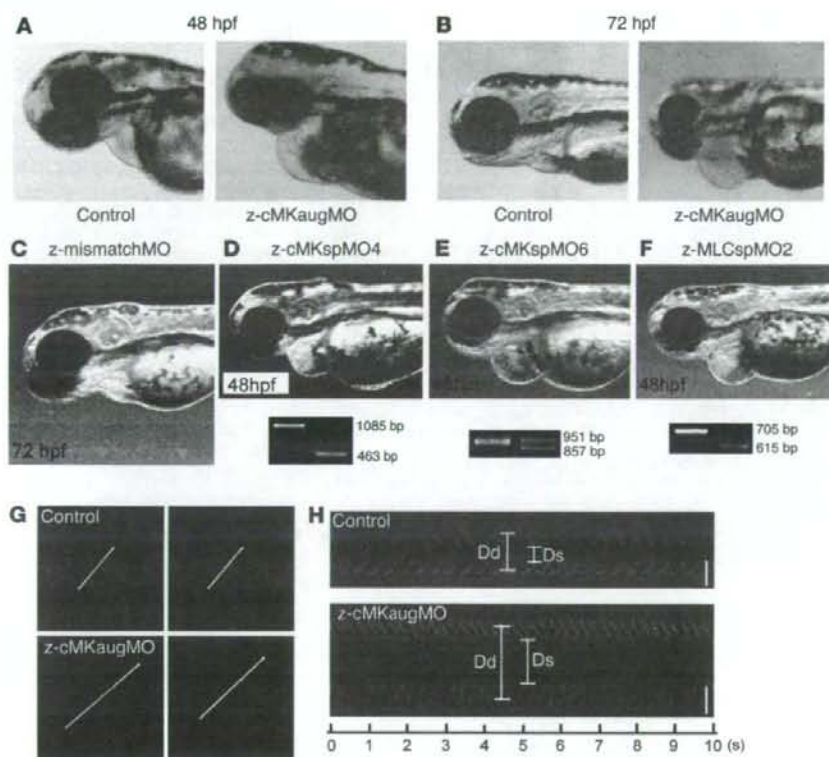 A 48 hpf
B 72 hpf
Control
z-cMKaugMO
Control
z-cMKaugMO
C z-mismatchMO
D z-cMKspMO4
E z-cMKspMO6
F z-MLCspMO2
72 hpf
48hpf
48hpf
1085 bp
463 bp
951 bp
857 bp
705 bp
615 bp
G Control
z-cMKaugMO
H Control
Dd Ds
z-cMKaugMO
Dd Ds
0 1 2 3 4 5 6 7 8 9 10 (s)